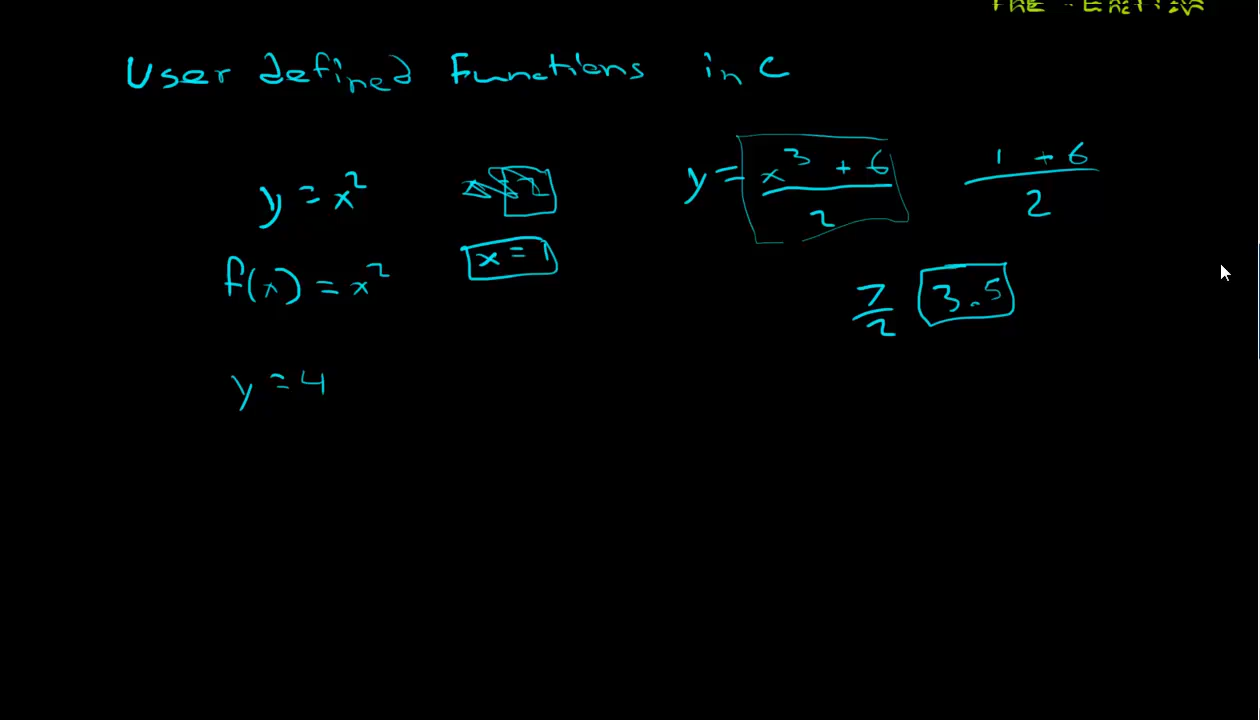 User defined Functions in C
y = x²
f(x) = x²
y = 4
x = 1
y = (x³ + 6)/2
(1 + 6)/2
7/2 3.5